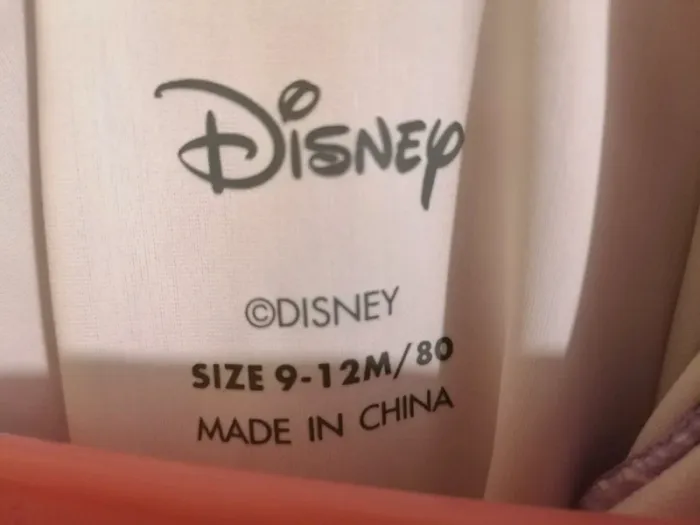 Disney
©DISNEY
SIZE 9-12M/80
MADE IN CHINA